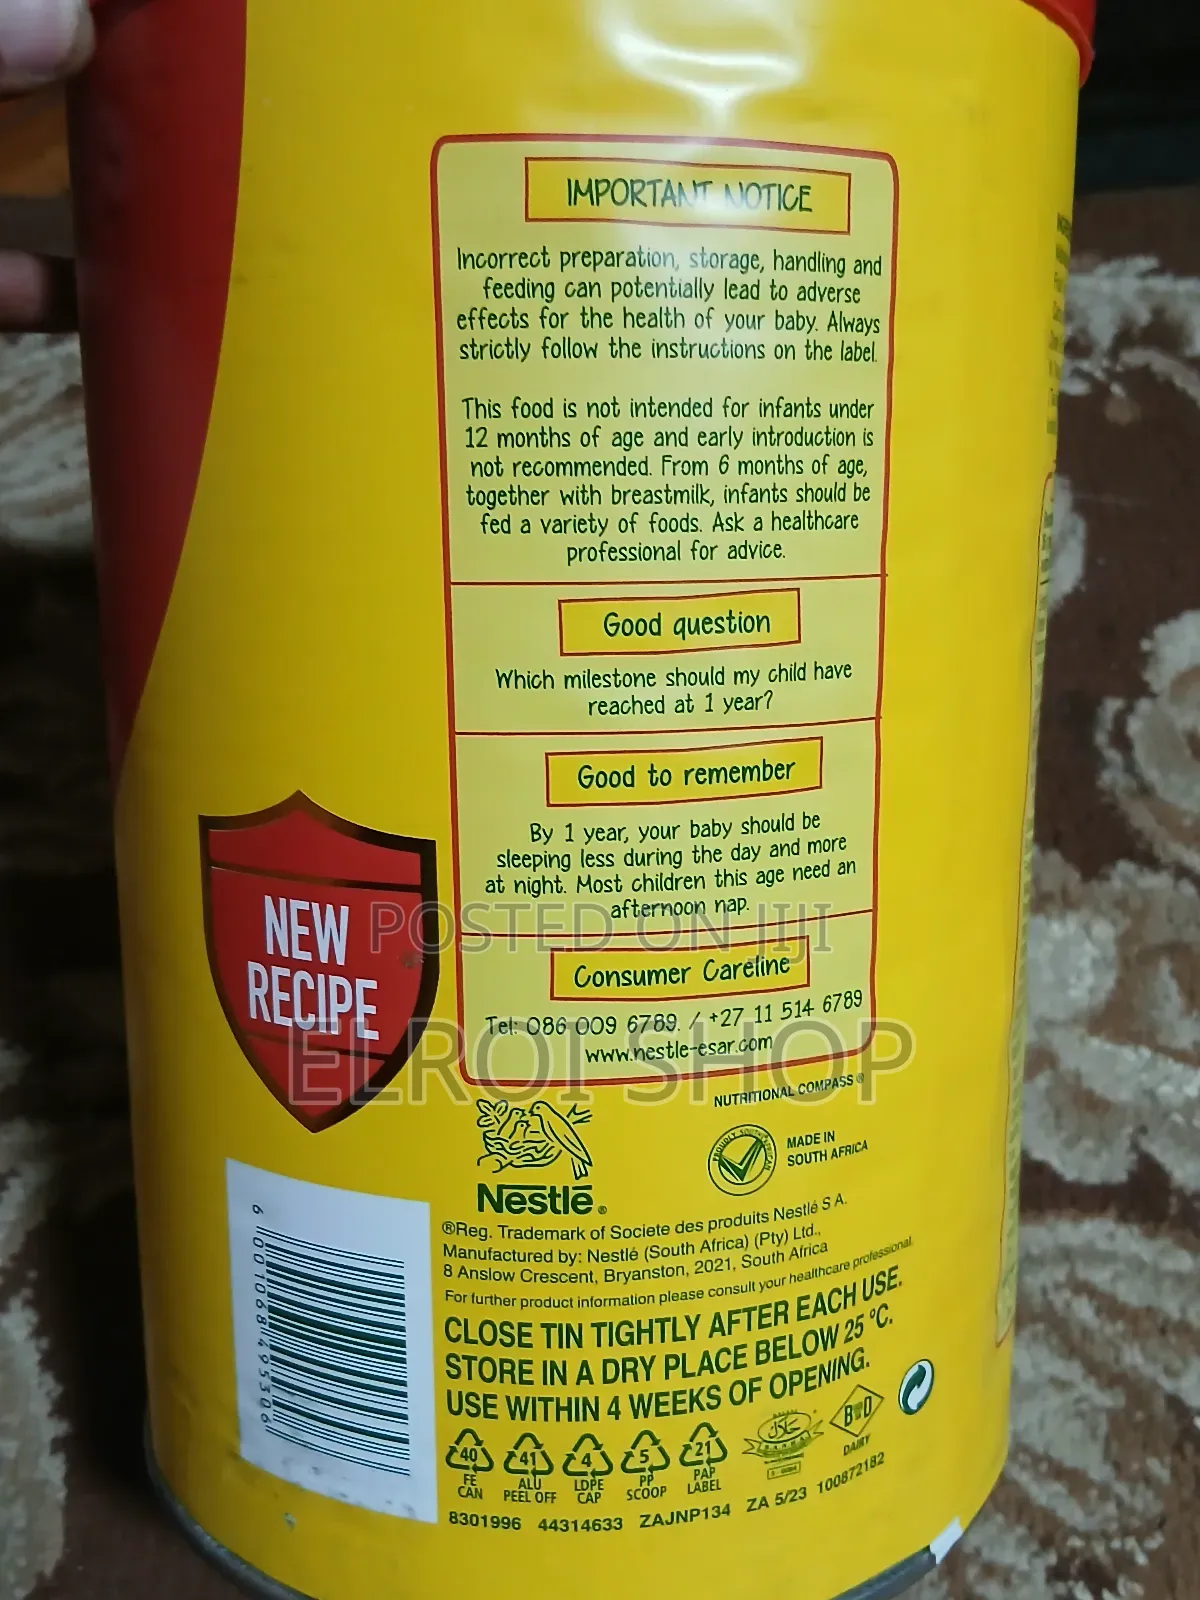 IMPORTANT NOTICE
Incorrect preparation, storage, handling and
feeding can potentially lead to adverse
effects for the health of your baby. Always
strictly follow the instructions on the label.
This food is not intended for infants under
12 months of age and early introduction is
not recommended. From 6 months of age,
together with breastmilk, infants should be
fed a variety of foods. Ask a healthcare
professional for advice.
Good question
Which milestone should my child have
reached at 1 year?
Good to remember
By 1 year, your baby should be
sleeping less during the day and more
at night. Most children this age need an
afternoon nap.
POSTED ON JIJI
NEW
RECIPE
Consumer Careline
Tel: 086 009 6789. / +27 11 514 6789
www.nestle-esar.com
ELROI SHOP
NUTRITIONAL COMPASS ®
Nestlé®
PROUDLY SOUTH AFRICAN
MADE IN
SOUTH AFRICA
®Reg. Trademark of Societe des produits Nestlé S A.
Manufactured by: Nestlé (South Africa) (Pty) Ltd.,
8 Anslow Crescent, Bryanston, 2021, South Africa
For further product information please consult your healthcare professional.
CLOSE TIN TIGHTLY AFTER EACH USE.
STORE IN A DRY PLACE BELOW 25 °C.
USE WITHIN 4 WEEKS OF OPENING.
6 001068 495306
40
FE
CAN
41
ALU
PEEL OFF
4
LDPE
CAP
5
PP
SCOOP
21
PAP
LABEL
حلال
B D
DAIRY
8301996 44314633 ZAJNP134 ZA 5/23 100872182